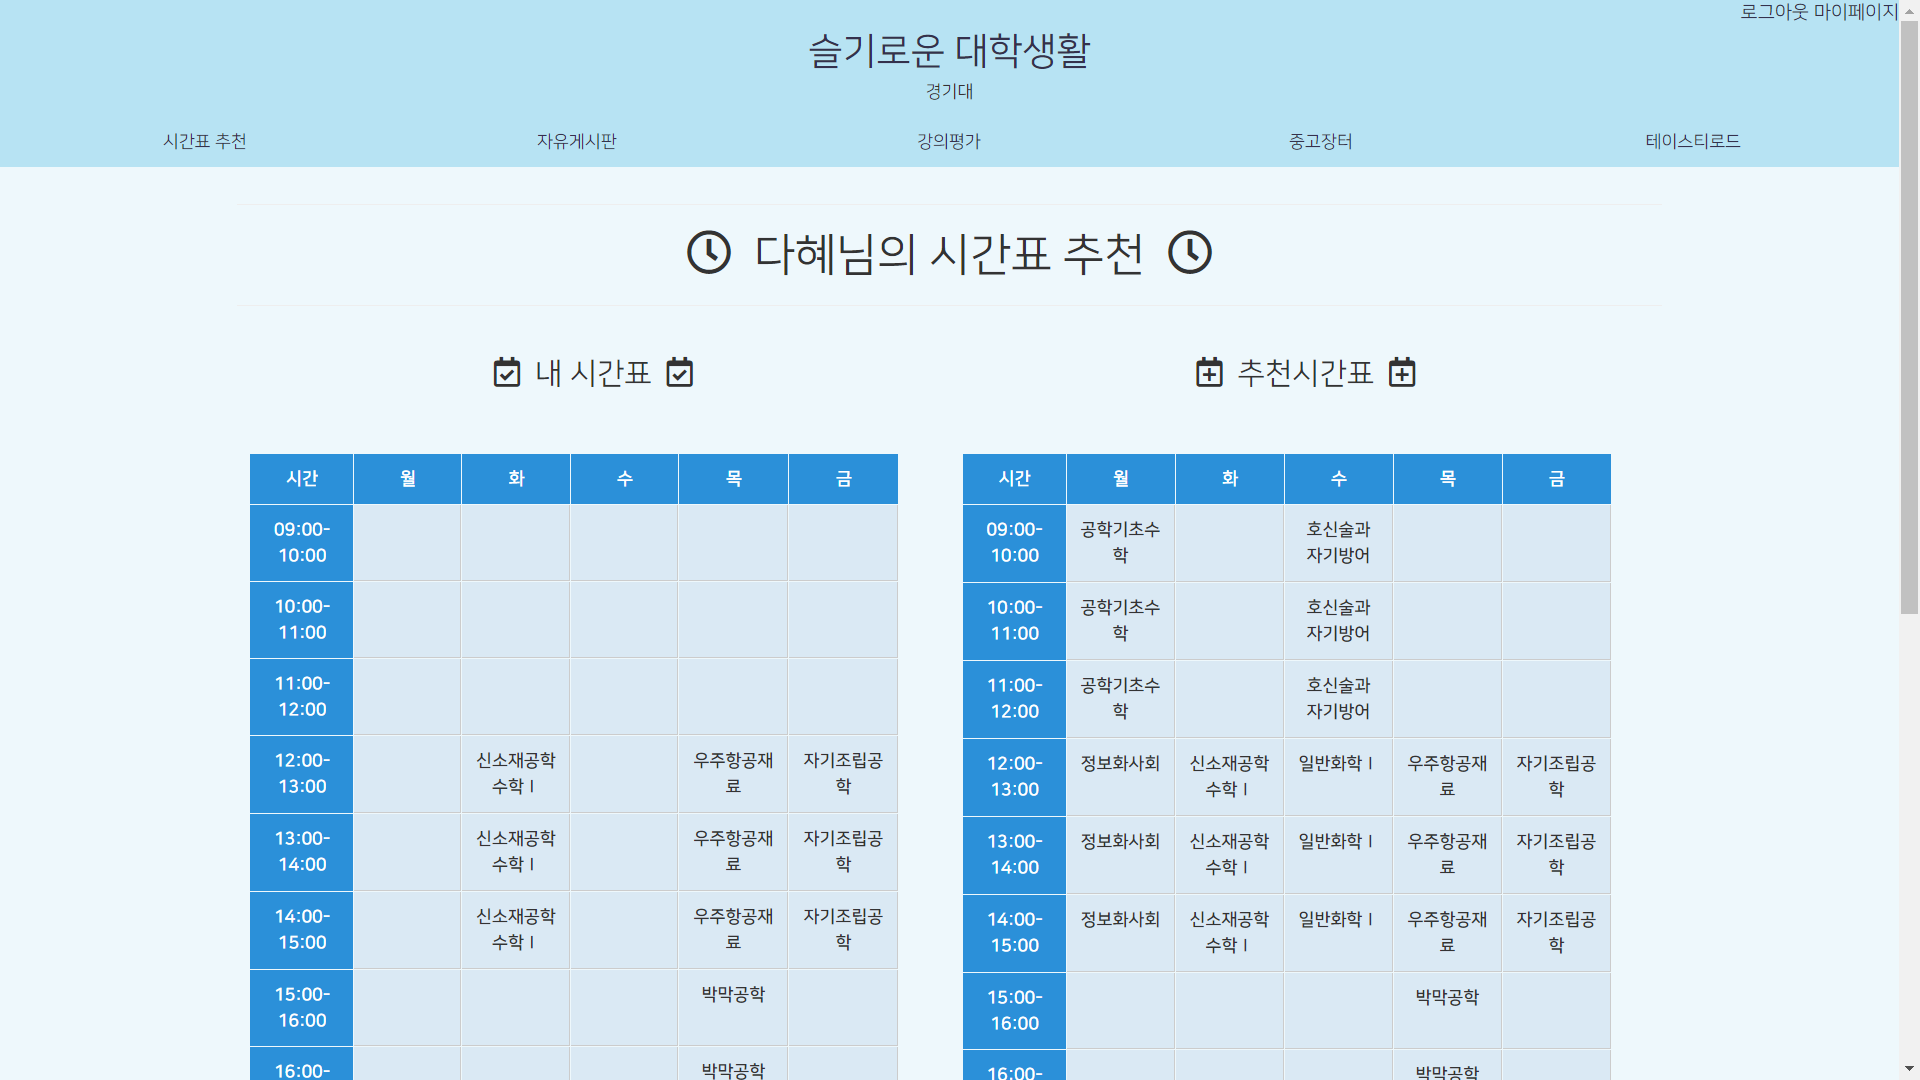 로그아웃 마이페이지
슬기로운 대학생활
경기대
시간표 추천 자유게시판 강의평가 중고장터 테이스티로드
다혜님의 시간표 추천
내 시간표
시간 월 화 수 목 금
09:00-
10:00
10:00-
11:00
11:00-
12:00
12:00- 신소재공학 우주항공재 자기조립공
13:00 수학Ⅰ 료 학
13:00- 신소재공학 우주항공재 자기조립공
14:00 수학Ⅰ 료 학
14:00- 신소재공학 우주항공재 자기조립공
15:00 수학Ⅰ 료 학
15:00- 박막공학
16:00
16:00- 박막공학
추천시간표
시간 월 화 수 목 금
09:00- 공학기초수 호신술과
10:00 학 자기방어
10:00- 공학기초수 호신술과
11:00 학 자기방어
11:00- 공학기초수 호신술과
12:00 학 자기방어
12:00- 정보화사회 신소재공학 일반화학Ⅰ 우주항공재 자기조립공
13:00 수학Ⅰ 료 학
13:00- 정보화사회 신소재공학 일반화학Ⅰ 우주항공재 자기조립공
14:00 수학Ⅰ 료 학
14:00- 정보화사회 신소재공학 일반화학Ⅰ 우주항공재 자기조립공
15:00 수학Ⅰ 료 학
15:00- 박막공학
16:00
16:00- 박막공학